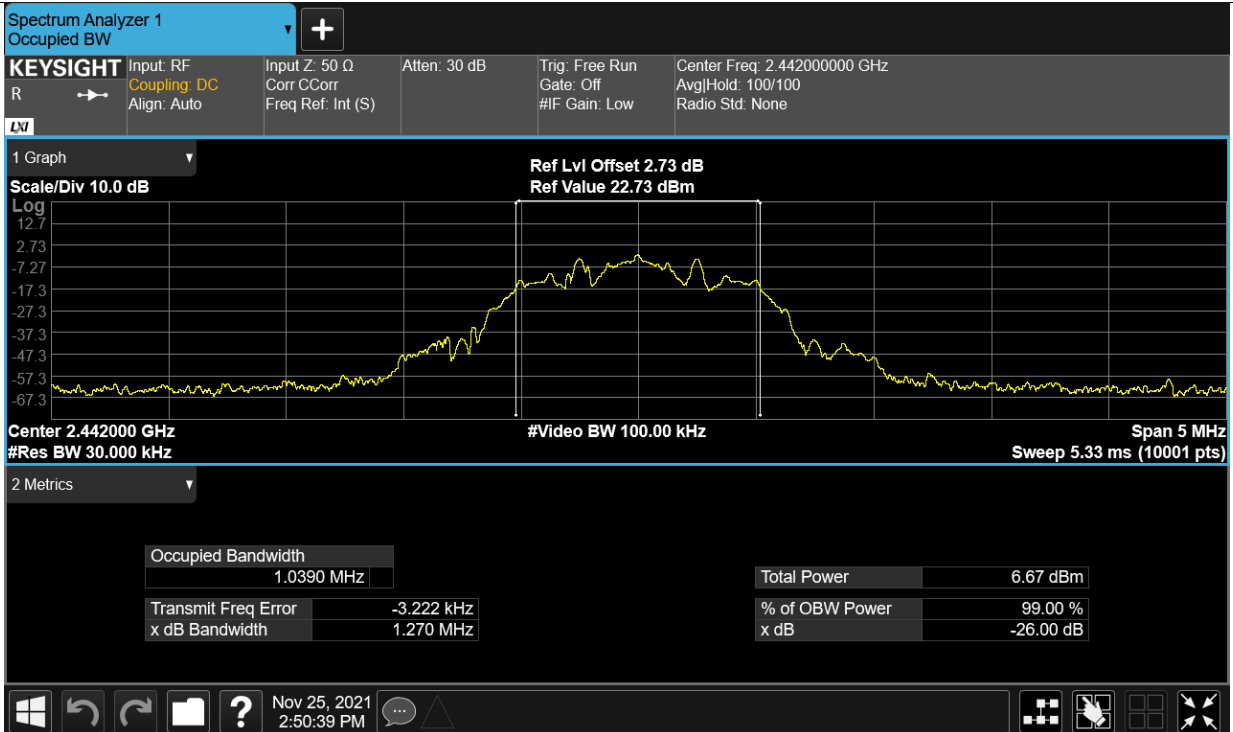 Spectrum Analyzer 1
Occupied BW
KEYSIGHT
R
LXI
Input: RF
Coupling: DC
Align: Auto
Input Z: 50 Ω
Corr CCorr
Freq Ref: Int (S)
Atten: 30 dB
Trig: Free Run
Gate: Off
#IF Gain: Low
Center Freq: 2.442000000 GHz
Avg|Hold: 100/100
Radio Std: None
1 Graph
Scale/Div 10.0 dB
Ref Lvl Offset 2.73 dB
Ref Value 22.73 dBm
Log
12.7
2.73
-7.27
-17.3
-27.3
-37.3
-47.3
-57.3
-67.3
Center 2.442000 GHz
#Res BW 30.000 kHz
#Video BW 100.00 kHz
Span 5 MHz
Sweep 5.33 ms (10001 pts)
2 Metrics
Occupied Bandwidth
1.0390 MHz
Transmit Freq Error -3.222 kHz
x dB Bandwidth 1.270 MHz
Total Power 6.67 dBm
% of OBW Power 99.00 %
x dB -26.00 dB
?
Nov 25, 2021
2:50:39 PM